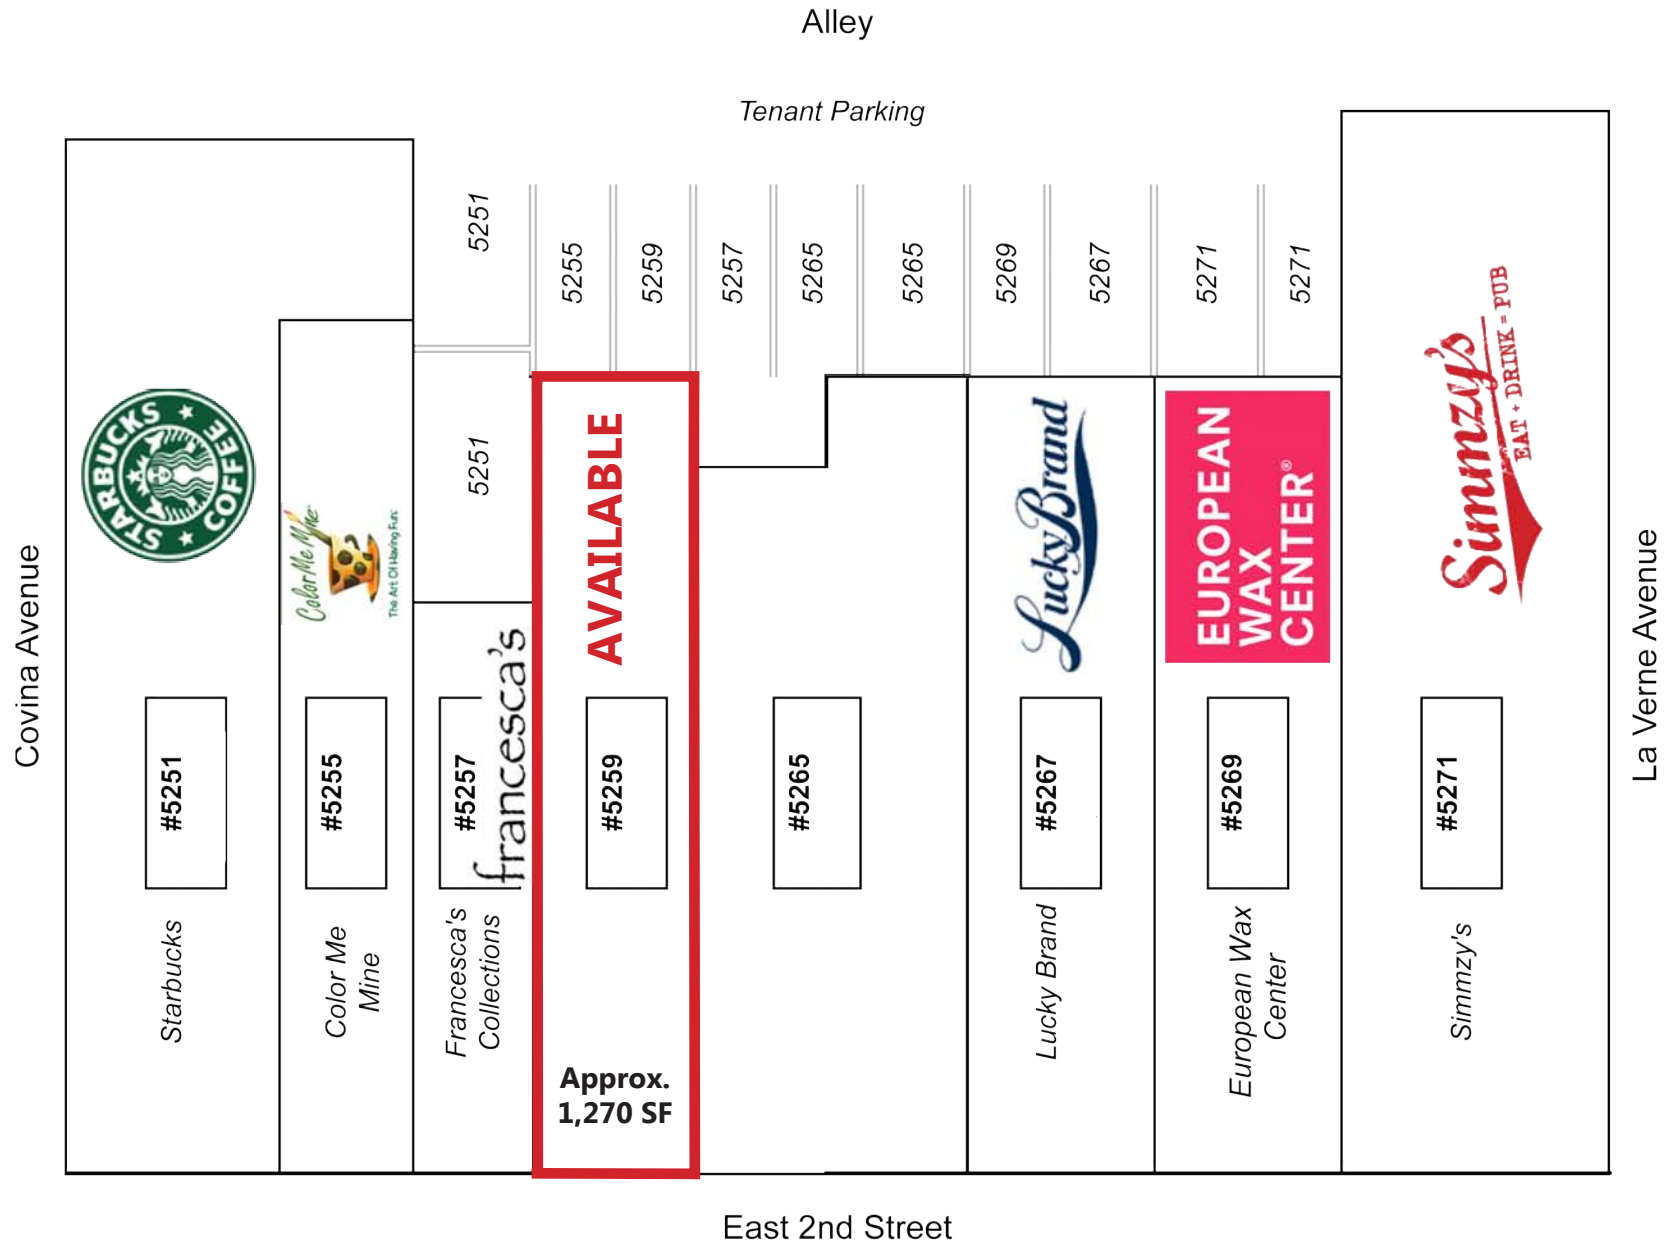 Alley
Tenant Parking
5251
5255
5259
5257
5265
5265
5269
5267
5271
5271
5251
STARBUCKS
COFFEE
Color Me Mine
The Art Of Having Fun
francesca's
AVAILABLE
Lucky Brand
EUROPEAN
WAX
CENTER®
Simmzy's
EAT + DRINK = PUB
Covina Avenue
La Verne Avenue
#5251
#5255
#5257
#5259
#5265
#5267
#5269
#5271
Starbucks
Color Me
Mine
Francesca's
Collections
Lucky Brand
European Wax
Center
Simmzy's
Approx.
1,270 SF
East 2nd Street